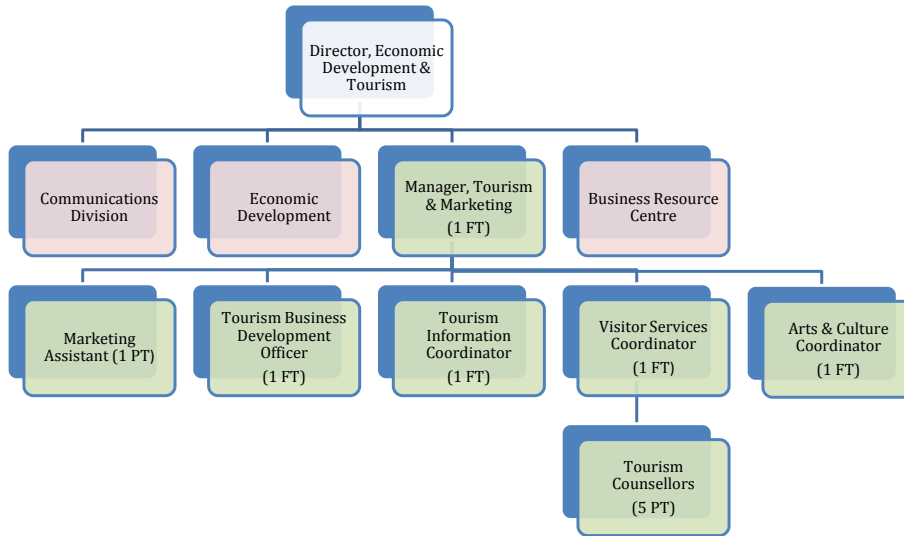 Director, Economic
Development &
Tourism
Communications
Division
Economic
Development
Manager, Tourism
& Marketing
(1 FT)
Business Resource
Centre
Marketing
Assistant (1 PT)
Tourism Business
Development
Officer
(1 FT)
Tourism
Information
Coordinator
(1 FT)
Visitor Services
Coordinator
(1 FT)
Arts & Culture
Coordinator
(1 FT)
Tourism
Counsellors
(5 PT)